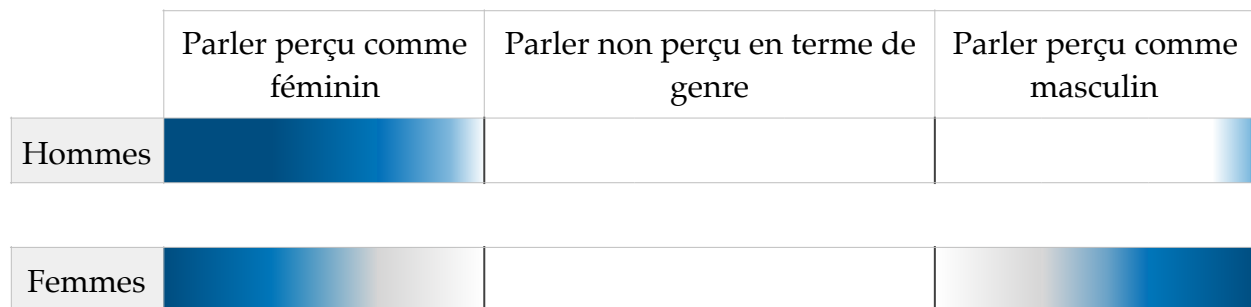 Parler perçu comme
féminin
Parler non perçu en terme de
genre
Parler perçu comme
masculin
Hommes
Femmes